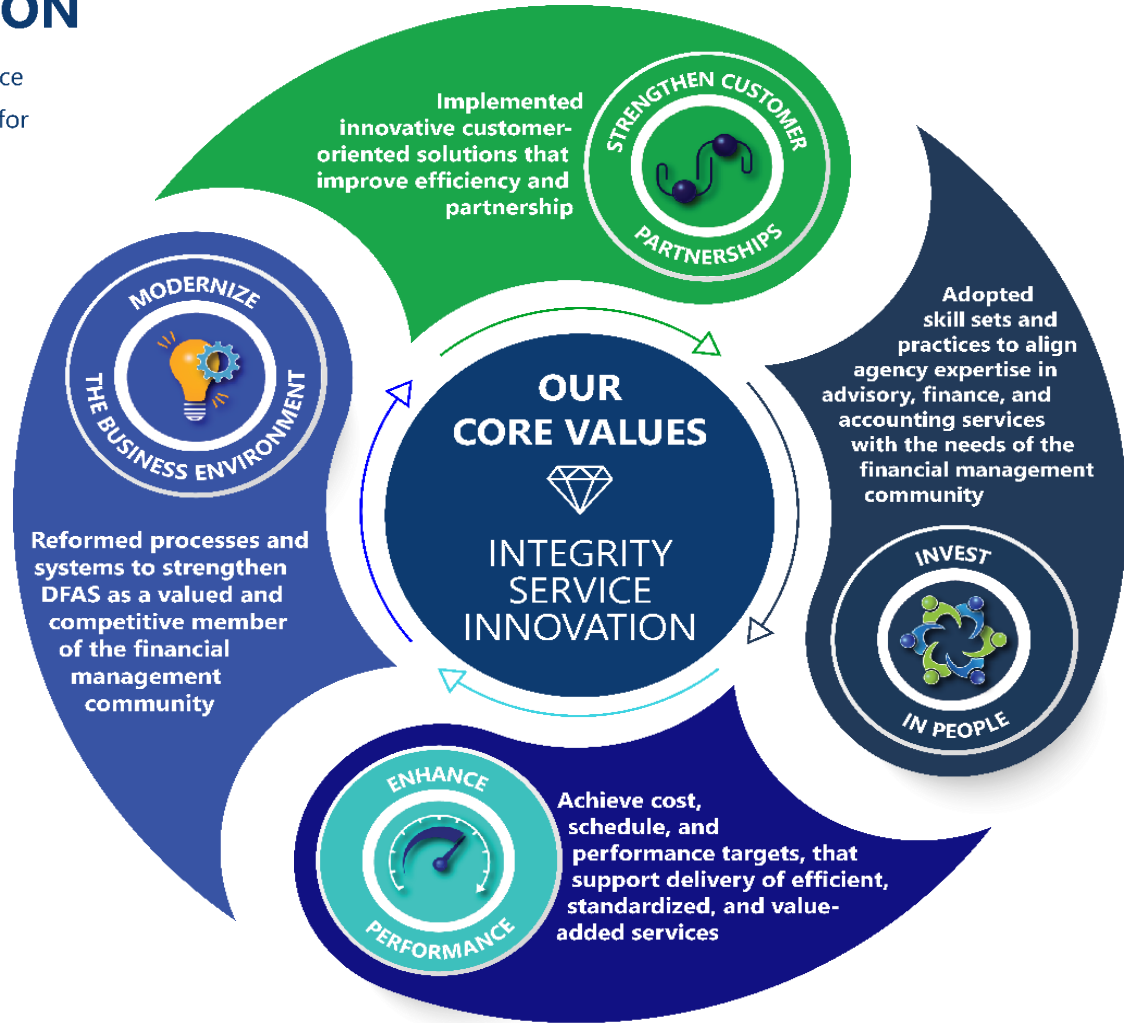 ON
ce
for
STRENGTHEN CUSTOMER
PARTNERSHIPS
Implemented
innovative customer-
oriented solutions that
improve efficiency and
partnership
Adopted
skill sets and
practices to align
agency expertise in
advisory, finance, and
accounting services
with the needs of the
financial management
community
INVEST
IN PEOPLE
ENHANCE
PERFORMANCE
Achieve cost,
schedule, and
performance targets, that
support delivery of efficient,
standardized, and value-
added services
MODERNIZE
THE BUSINESS ENVIRONMENT
Reformed processes and
systems to strengthen
DFAS as a valued and
competitive member
of the financial
management
community
OUR
CORE VALUES
INTEGRITY
SERVICE
INNOVATION